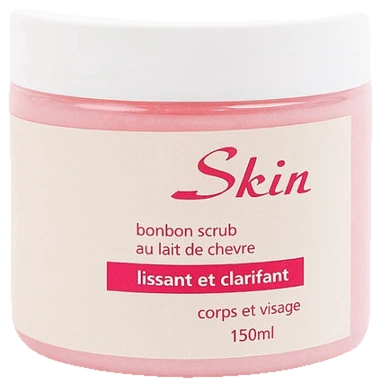 Skin
bonbon scrub
au lait de chevre
lissant et clarifant
corps et visage
150ml